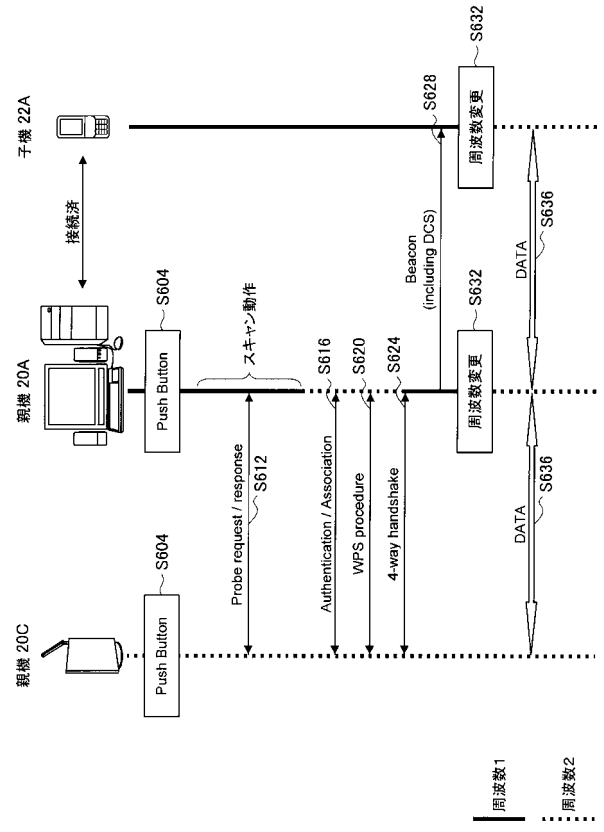 親機 20C
親機 20A
子機 22A
接続済
Push Button
S604
Push Button
S604
スキャン動作
Probe request / response
S612
Authentication / Association
S616
WPS procedure
S620
4-way handshake
S624
Beacon
(including DCS)
S628
周波数変更
S632
周波数変更
S632
DATA
S636
DATA
S636
周波数1
周波数2